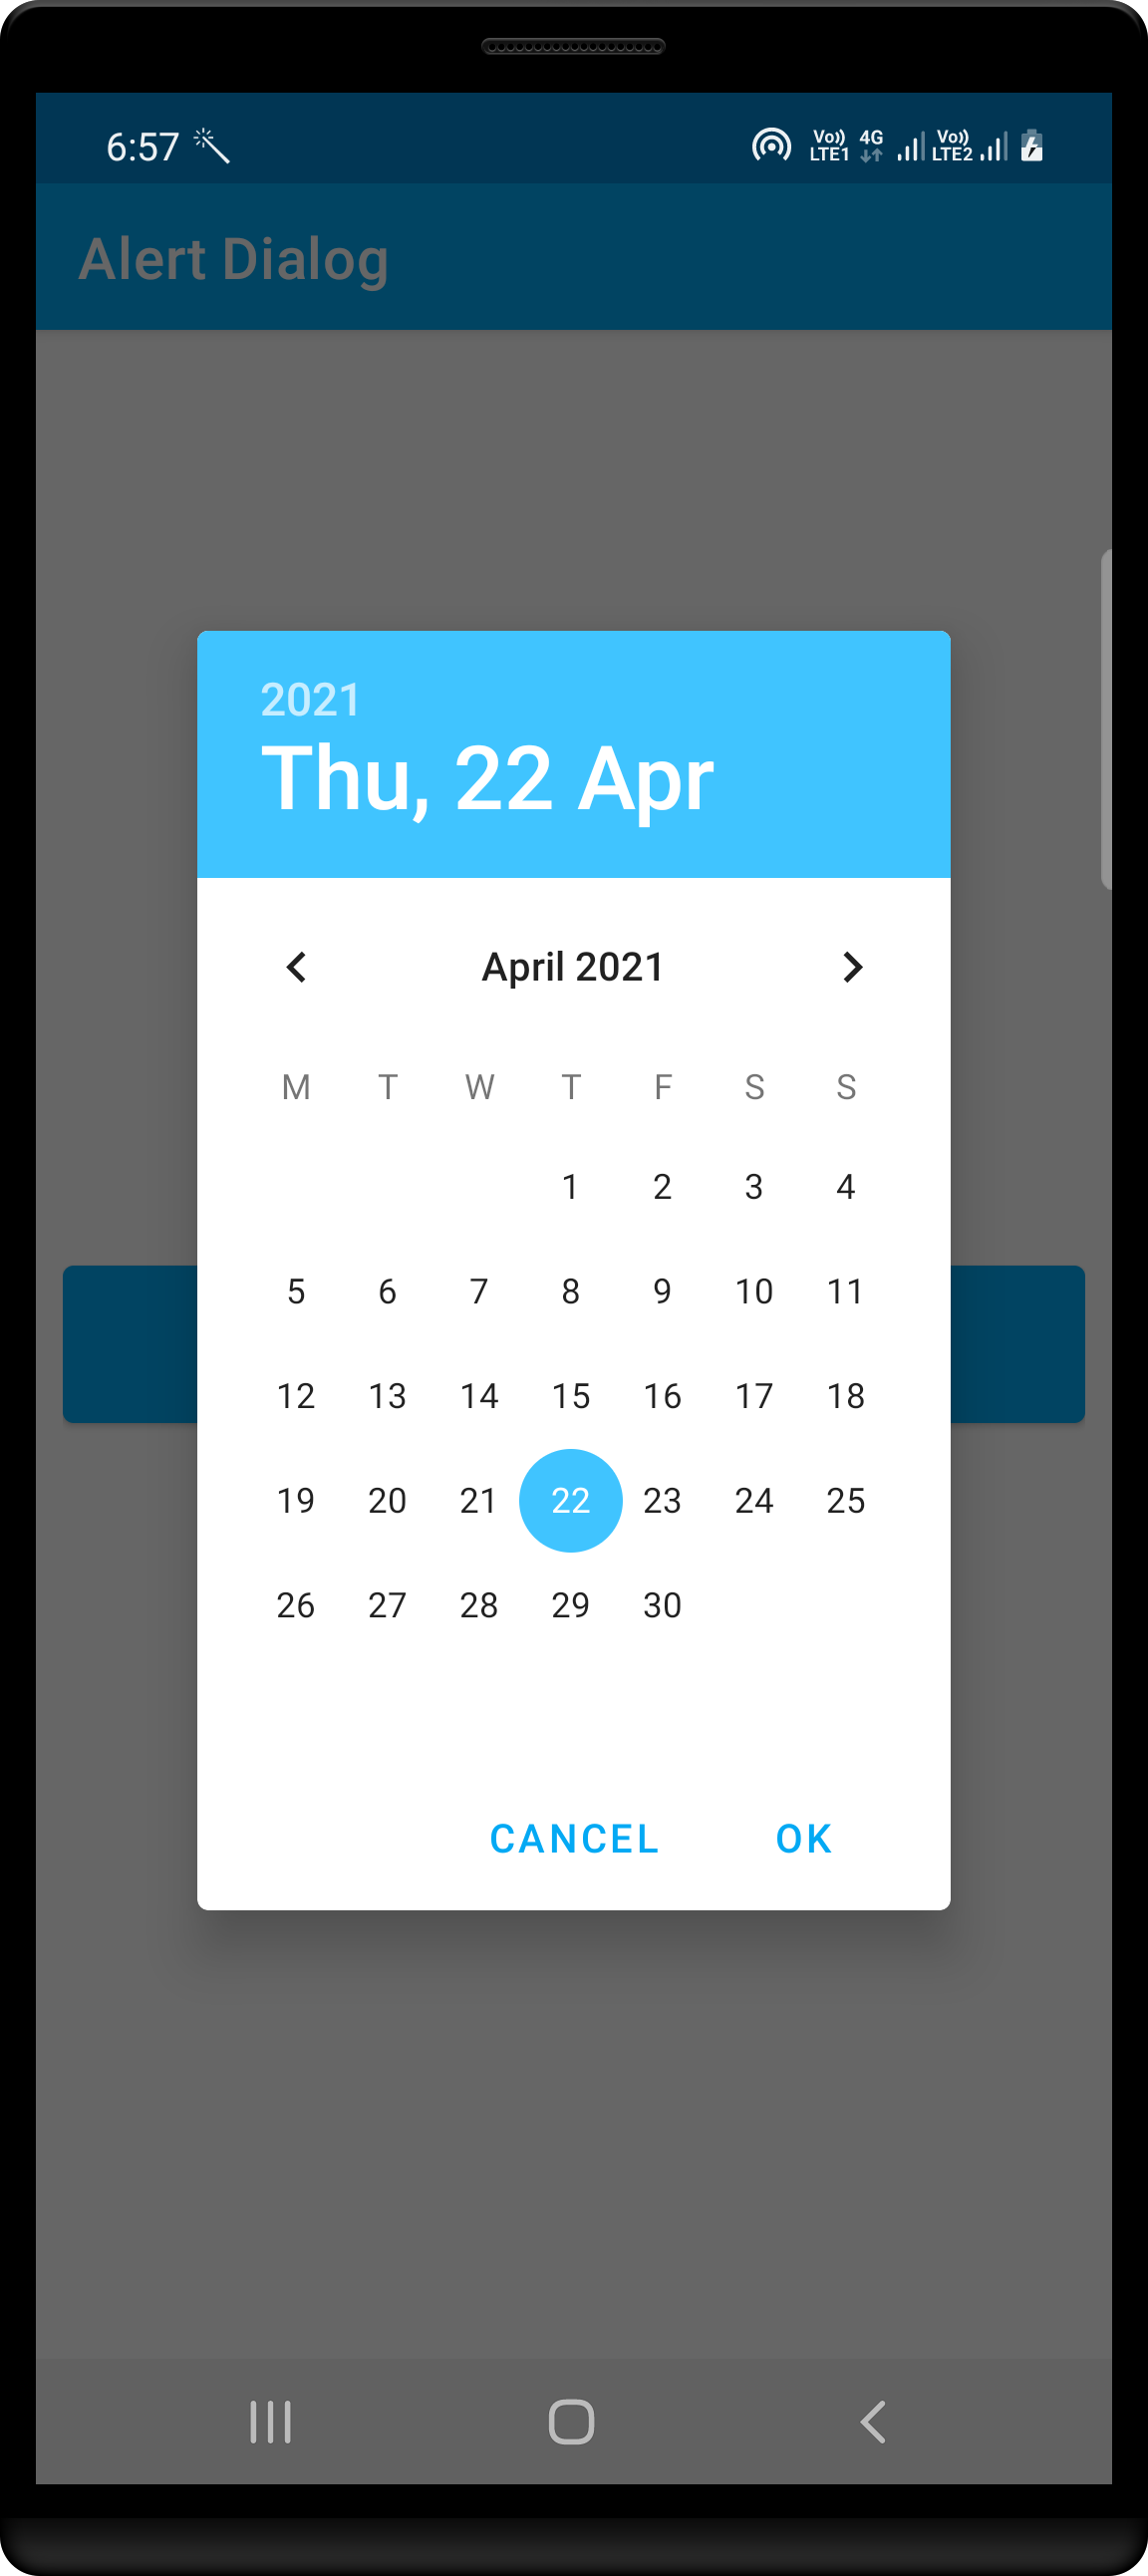 6:57 Vo)) LTE1 4G Vo)) LTE2
Alert Dialog
2021
Thu, 22 Apr
April 2021
M T W T F S S
1 2 3 4
5 6 7 8 9 10 11
12 13 14 15 16 17 18
19 20 21 22 23 24 25
26 27 28 29 30
CANCEL OK